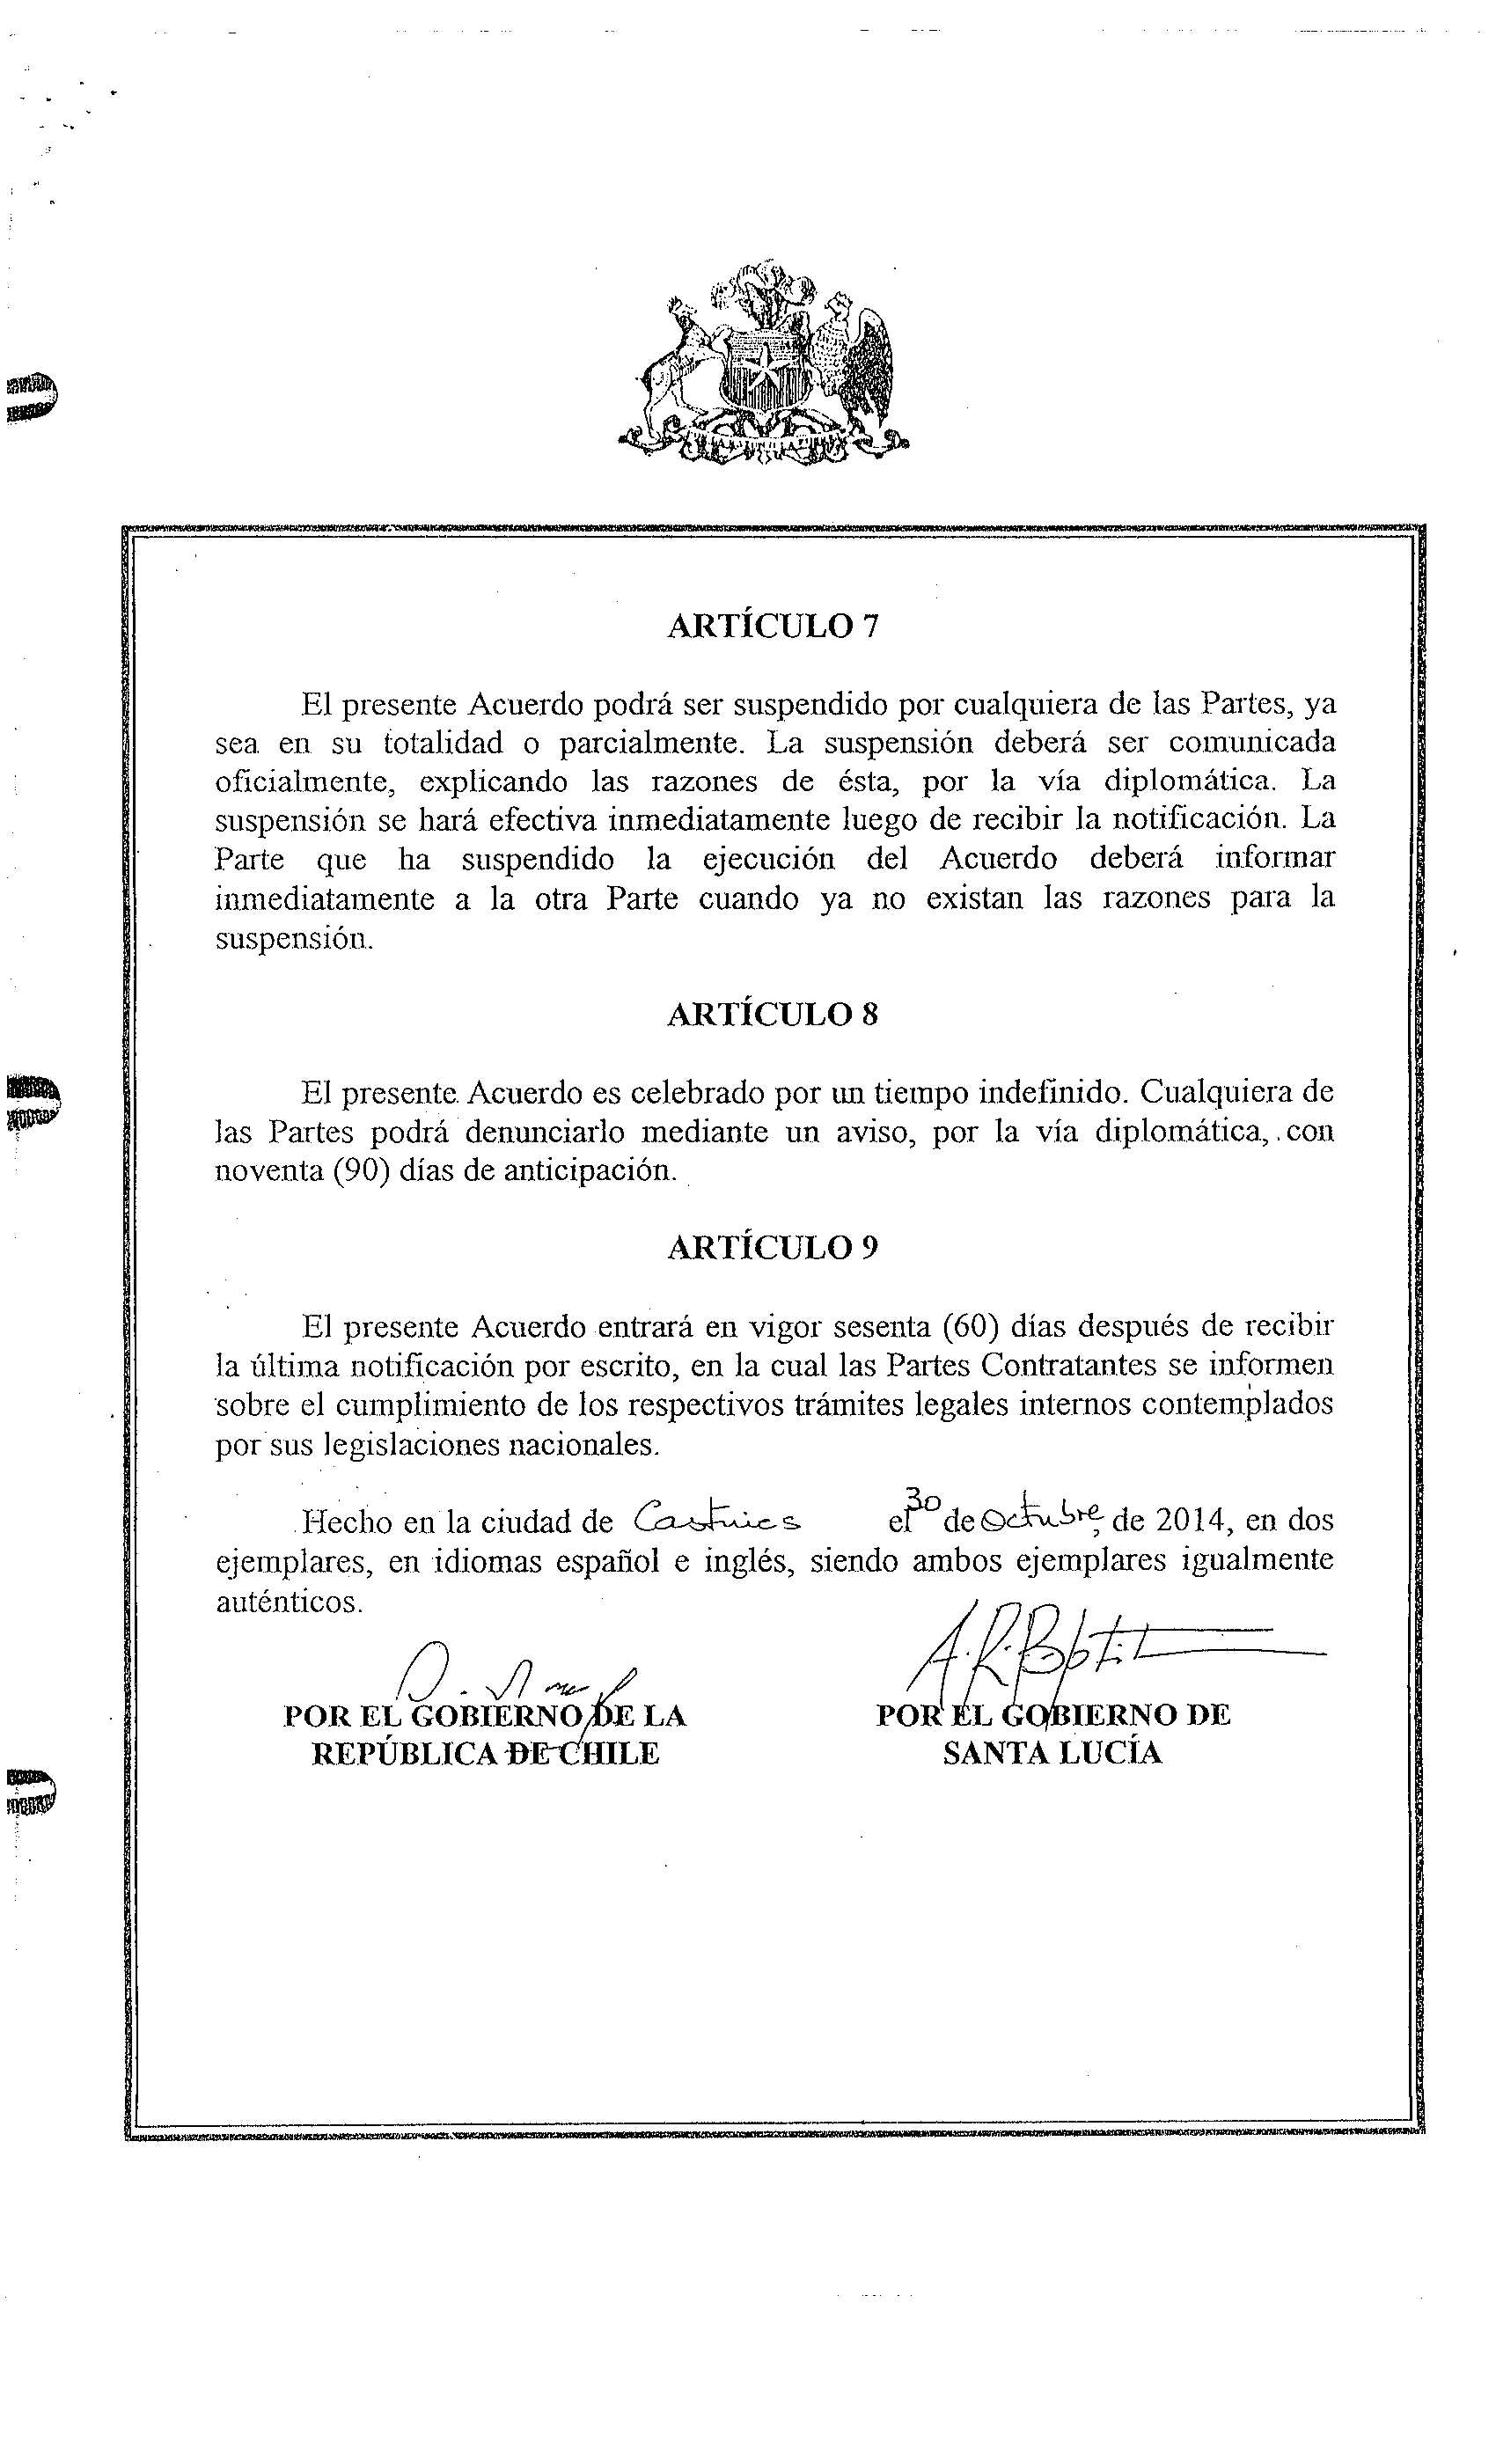 ARTÍCULO 7
El presente Acuerdo podrá ser suspendido por cualquiera de las Partes, ya
sea en su totalidad o parcialmente. La suspensión deberá ser comunicada
oficialmente, explicando las razones de ésta, por la vía diplomática. La
suspensión se hará efectiva inmediatamente luego de recibir la notificación. La
Parte que ha suspendido la ejecución del Acuerdo deberá informar
inmediatamente a la otra Parte cuando ya no existan las razones para la
suspensión.
ARTÍCULO 8
El presente Acuerdo es celebrado por un tiempo indefinido. Cualquiera de
las Partes podrá denunciarlo mediante un aviso, por la vía diplomática, con
noventa (90) días de anticipación.
ARTÍCULO 9
El presente Acuerdo entrará en vigor sesenta (60) días después de recibir
la última notificación por escrito, en la cual las Partes Contratantes se informen
sobre el cumplimiento de los respectivos trámites legales internos contemplados
por sus legislaciones nacionales.
Hecho en la ciudad de Castries el 30 de Octubre, de 2014, en dos
ejemplares, en idiomas español e inglés, siendo ambos ejemplares igualmente
auténticos.
POR EL GOBIERNO DE LA
REPÚBLICA DE CHILE
POR EL GOBIERNO DE
SANTA LUCÍA